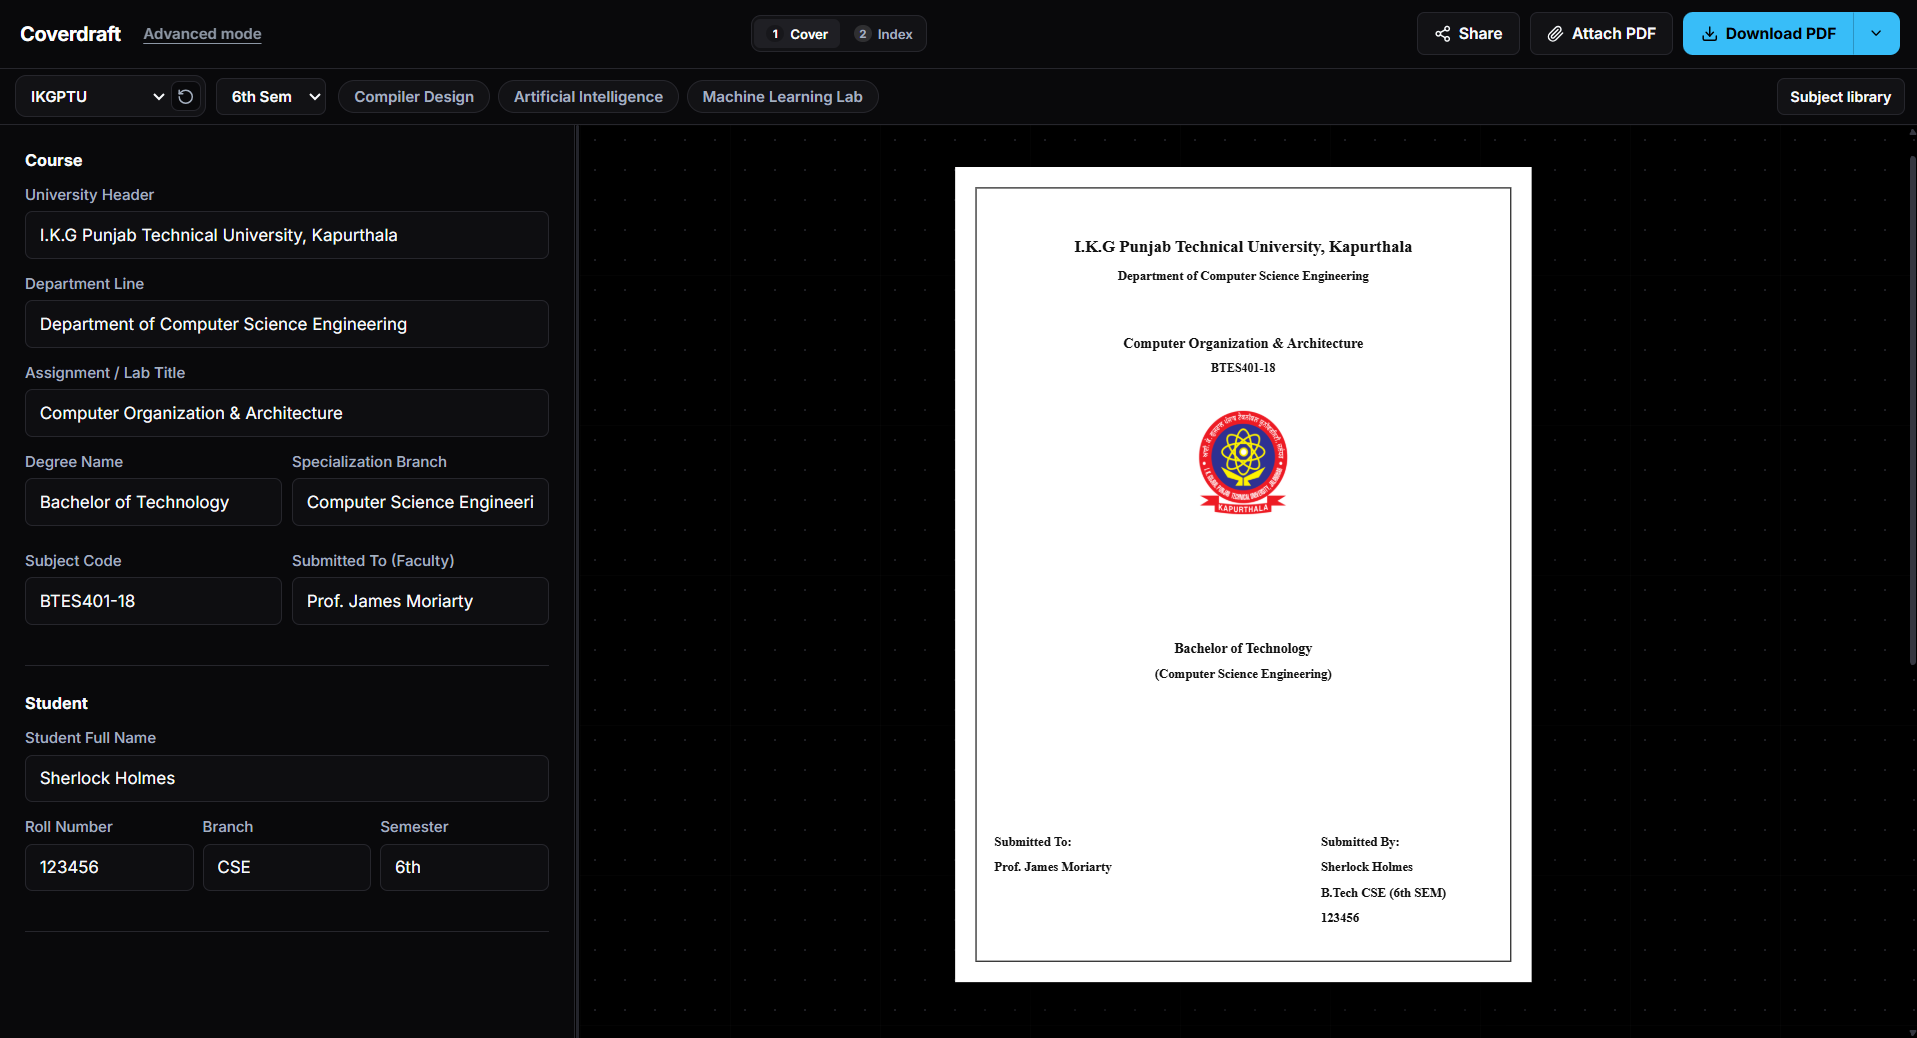 Coverdraft
Advanced mode
1 Cover
2 Index
Share
Attach PDF
Download PDF
IKGPTU
6th Sem
Compiler Design
Artificial Intelligence
Machine Learning Lab
Subject library
Course
University Header
I.K.G Punjab Technical University, Kapurthala
Department Line
Department of Computer Science Engineering
Assignment / Lab Title
Computer Organization & Architecture
Degree Name
Specialization Branch
Bachelor of Technology
Computer Science Engineeri
Subject Code
Submitted To (Faculty)
BTES401-18
Prof. James Moriarty
Student
Student Full Name
Sherlock Holmes
Roll Number
Branch
Semester
123456
CSE
6th
I.K.G Punjab Technical University, Kapurthala
Department of Computer Science Engineering
Computer Organization & Architecture
BTES401-18
KAPURTHALA
Bachelor of Technology
(Computer Science Engineering)
Submitted To:
Prof. James Moriarty
Submitted By:
Sherlock Holmes
B.Tech CSE (6th SEM)
123456